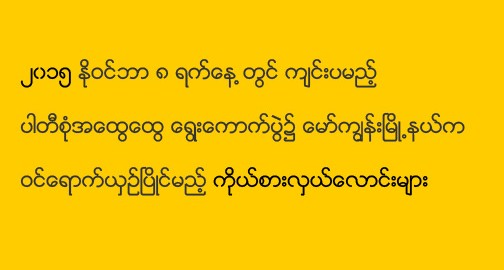 ၂၀၁၅ နိုဝင်ဘာ ၈ ရက်နေ့ တွင် ကျင်းပမည့်
ပါတီစုံအထွေထွေ ရွေးကောက်ပွဲ၌ မော်ကျွန်းမြို့နယ်က
ဝင်ရောက်ယှဉ်ပြိုင်မည့် ကိုယ်စားလှယ်လောင်းများ